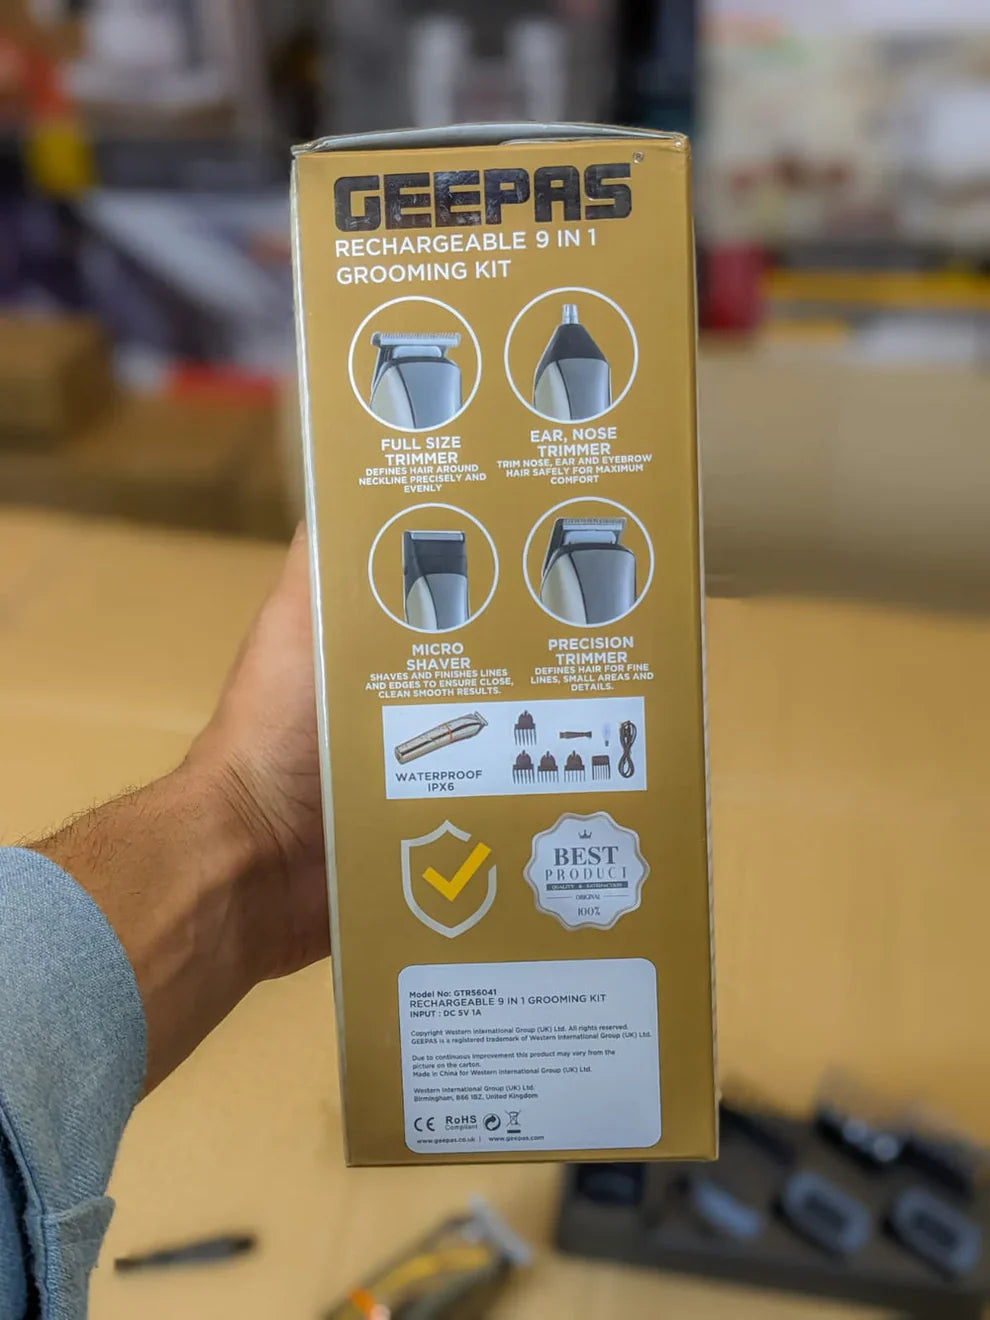 GEEPAS®
RECHARGEABLE 9 IN 1
GROOMING KIT
FULL SIZE
TRIMMER
DEFINES HAIR AROUND
NECKLINE PRECISELY AND
EVENLY
EAR, NOSE
TRIMMER
TRIM NOSE, EAR AND EYEBROW
HAIR SAFELY FOR MAXIMUM
COMFORT
MICRO
SHAVER
SHAVES AND FINISHES LINES
AND EDGES TO ENSURE CLOSE,
CLEAN SMOOTH RESULTS.
PRECISION
TRIMMER
DEFINES HAIR FOR FINE
LINES, SMALL AREAS AND
DETAILS.
WATERPROOF
IPX6
BEST
PRODUCT
QUALITY & SATISFACTION
ORIGINAL
100%
Model No: GTR56041
RECHARGEABLE 9 IN 1 GROOMING KIT
INPUT : DC 5V 1A
Copyright Western International Group (UK) Ltd. All rights reserved.
GEEPAS is a registered trademark of Western International Group (UK) Ltd.
Due to continuous improvement this product may vary from the
picture on the carton.
Made in China for Western International Group (UK) Ltd.
Western International Group (UK) Ltd.
Birmingham, B66 1BZ, United Kingdom
CE RoHS
Compliant
www.geepas.co.uk | www.geepas.com